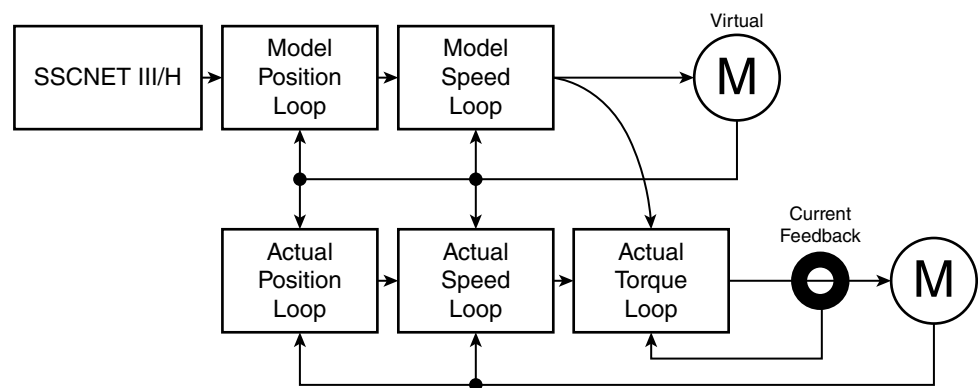 Virtual
SSCNET III/H
Model
Position
Loop
Model
Speed
Loop
M
Actual
Position
Loop
Actual
Speed
Loop
Actual
Torque
Loop
Current
Feedback
M